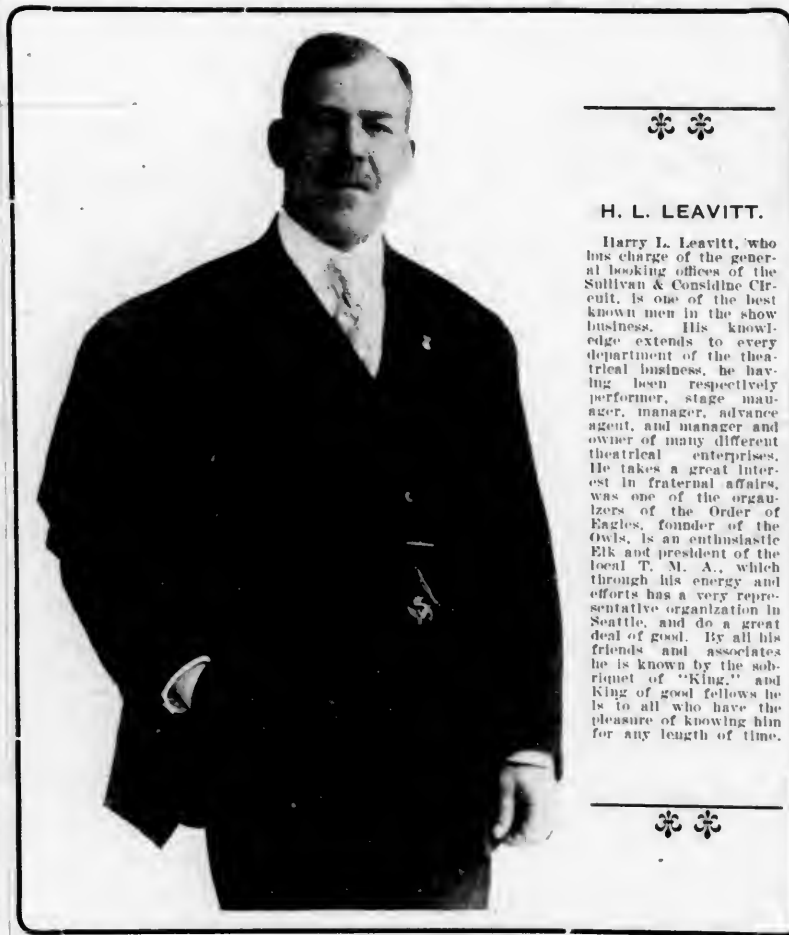 H. L. LEAVITT.
Harry L. Leavitt, who
has charge of the gener-
al booking offices of the
Sullivan & Considine Cir-
cuit, is one of the best
known men in the show
business. His knowl-
edge extends to every
department of the thea-
trical business, he hav-
ing been respectively
performer, stage man-
ager, manager, advance
agent, and manager and
owner of many different
theatrical enterprises.
He takes a great inter-
est in fraternal affairs,
was one of the organ-
izers of the Order of
Eagles, founder of the
Owls, is an enthusiastic
Elk and president of the
local T. M. A., which
through his energy and
efforts has a very repre-
sentative organization in
Seattle, and do a great
deal of good. By all his
friends and associates
he is known by the sob-
riquet of "King," and
King of good fellows he
is to all who have the
pleasure of knowing him
for any length of time.